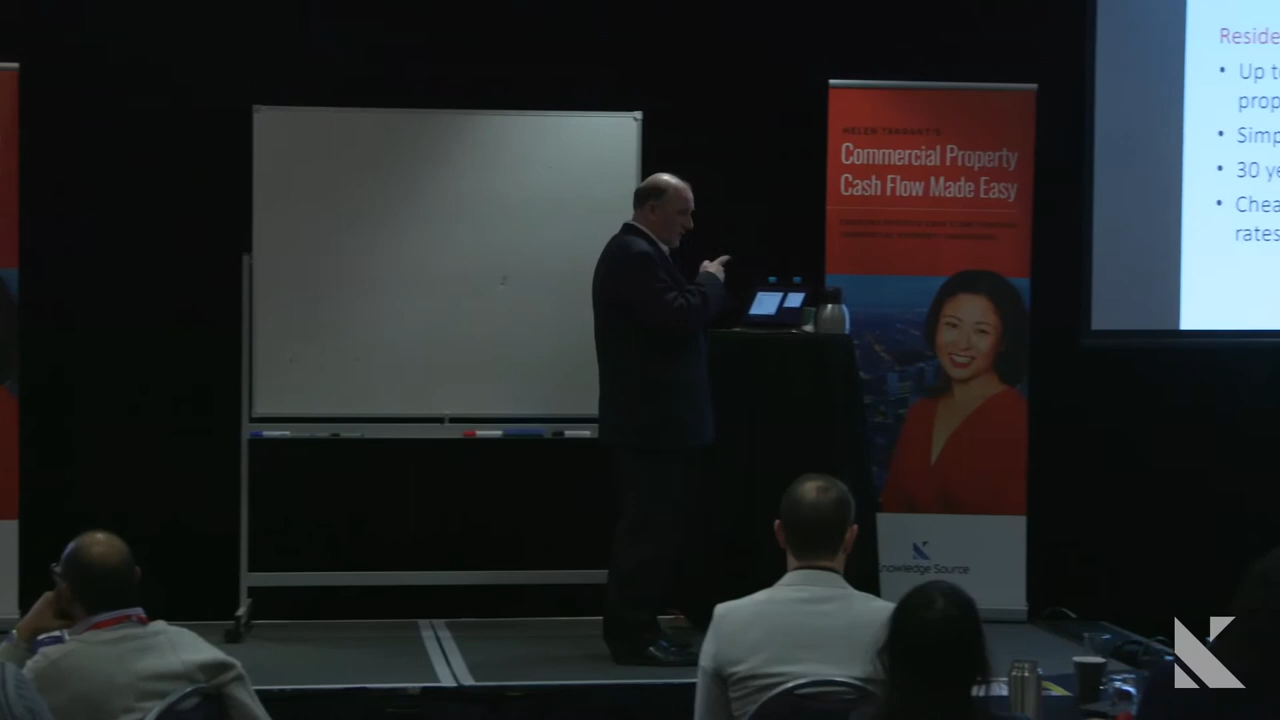 HELEN TARRANT'S
Commercial Property
Cash Flow Made Easy
Knowledge Source
Reside
• Up t
prop
• Simp
• 30 ye
• Chea
rates